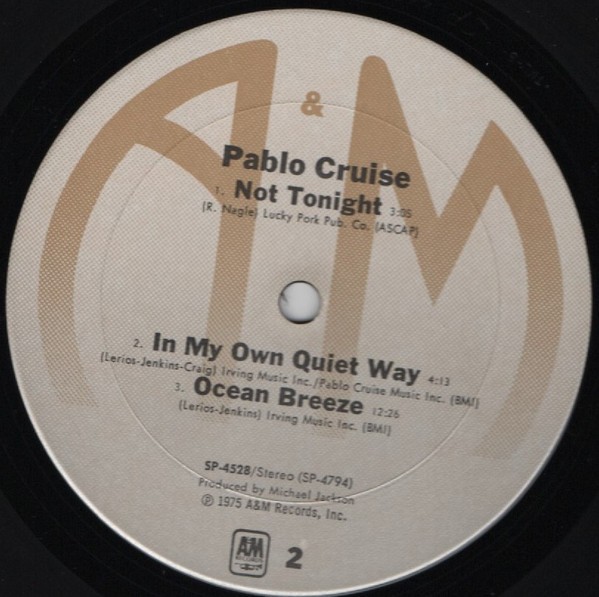 A & M
Pablo Cruise
1. Not Tonight 3:05
(R. Nagle) Lucky Pork Pub. Co. (ASCAP)
2. In My Own Quiet Way 4:13
(Lerios-Jenkins-Craig) Irving Music Inc./Pablo Cruise Music Inc. (BMI)
3. Ocean Breeze 12:26
(Lerios-Jenkins) Irving Music Inc. (BMI)
SP-4528/Stereo (SP-4794)
Produced by Michael Jackson
℗ 1975 A&M Records, Inc.
A&M
RECORDS
2